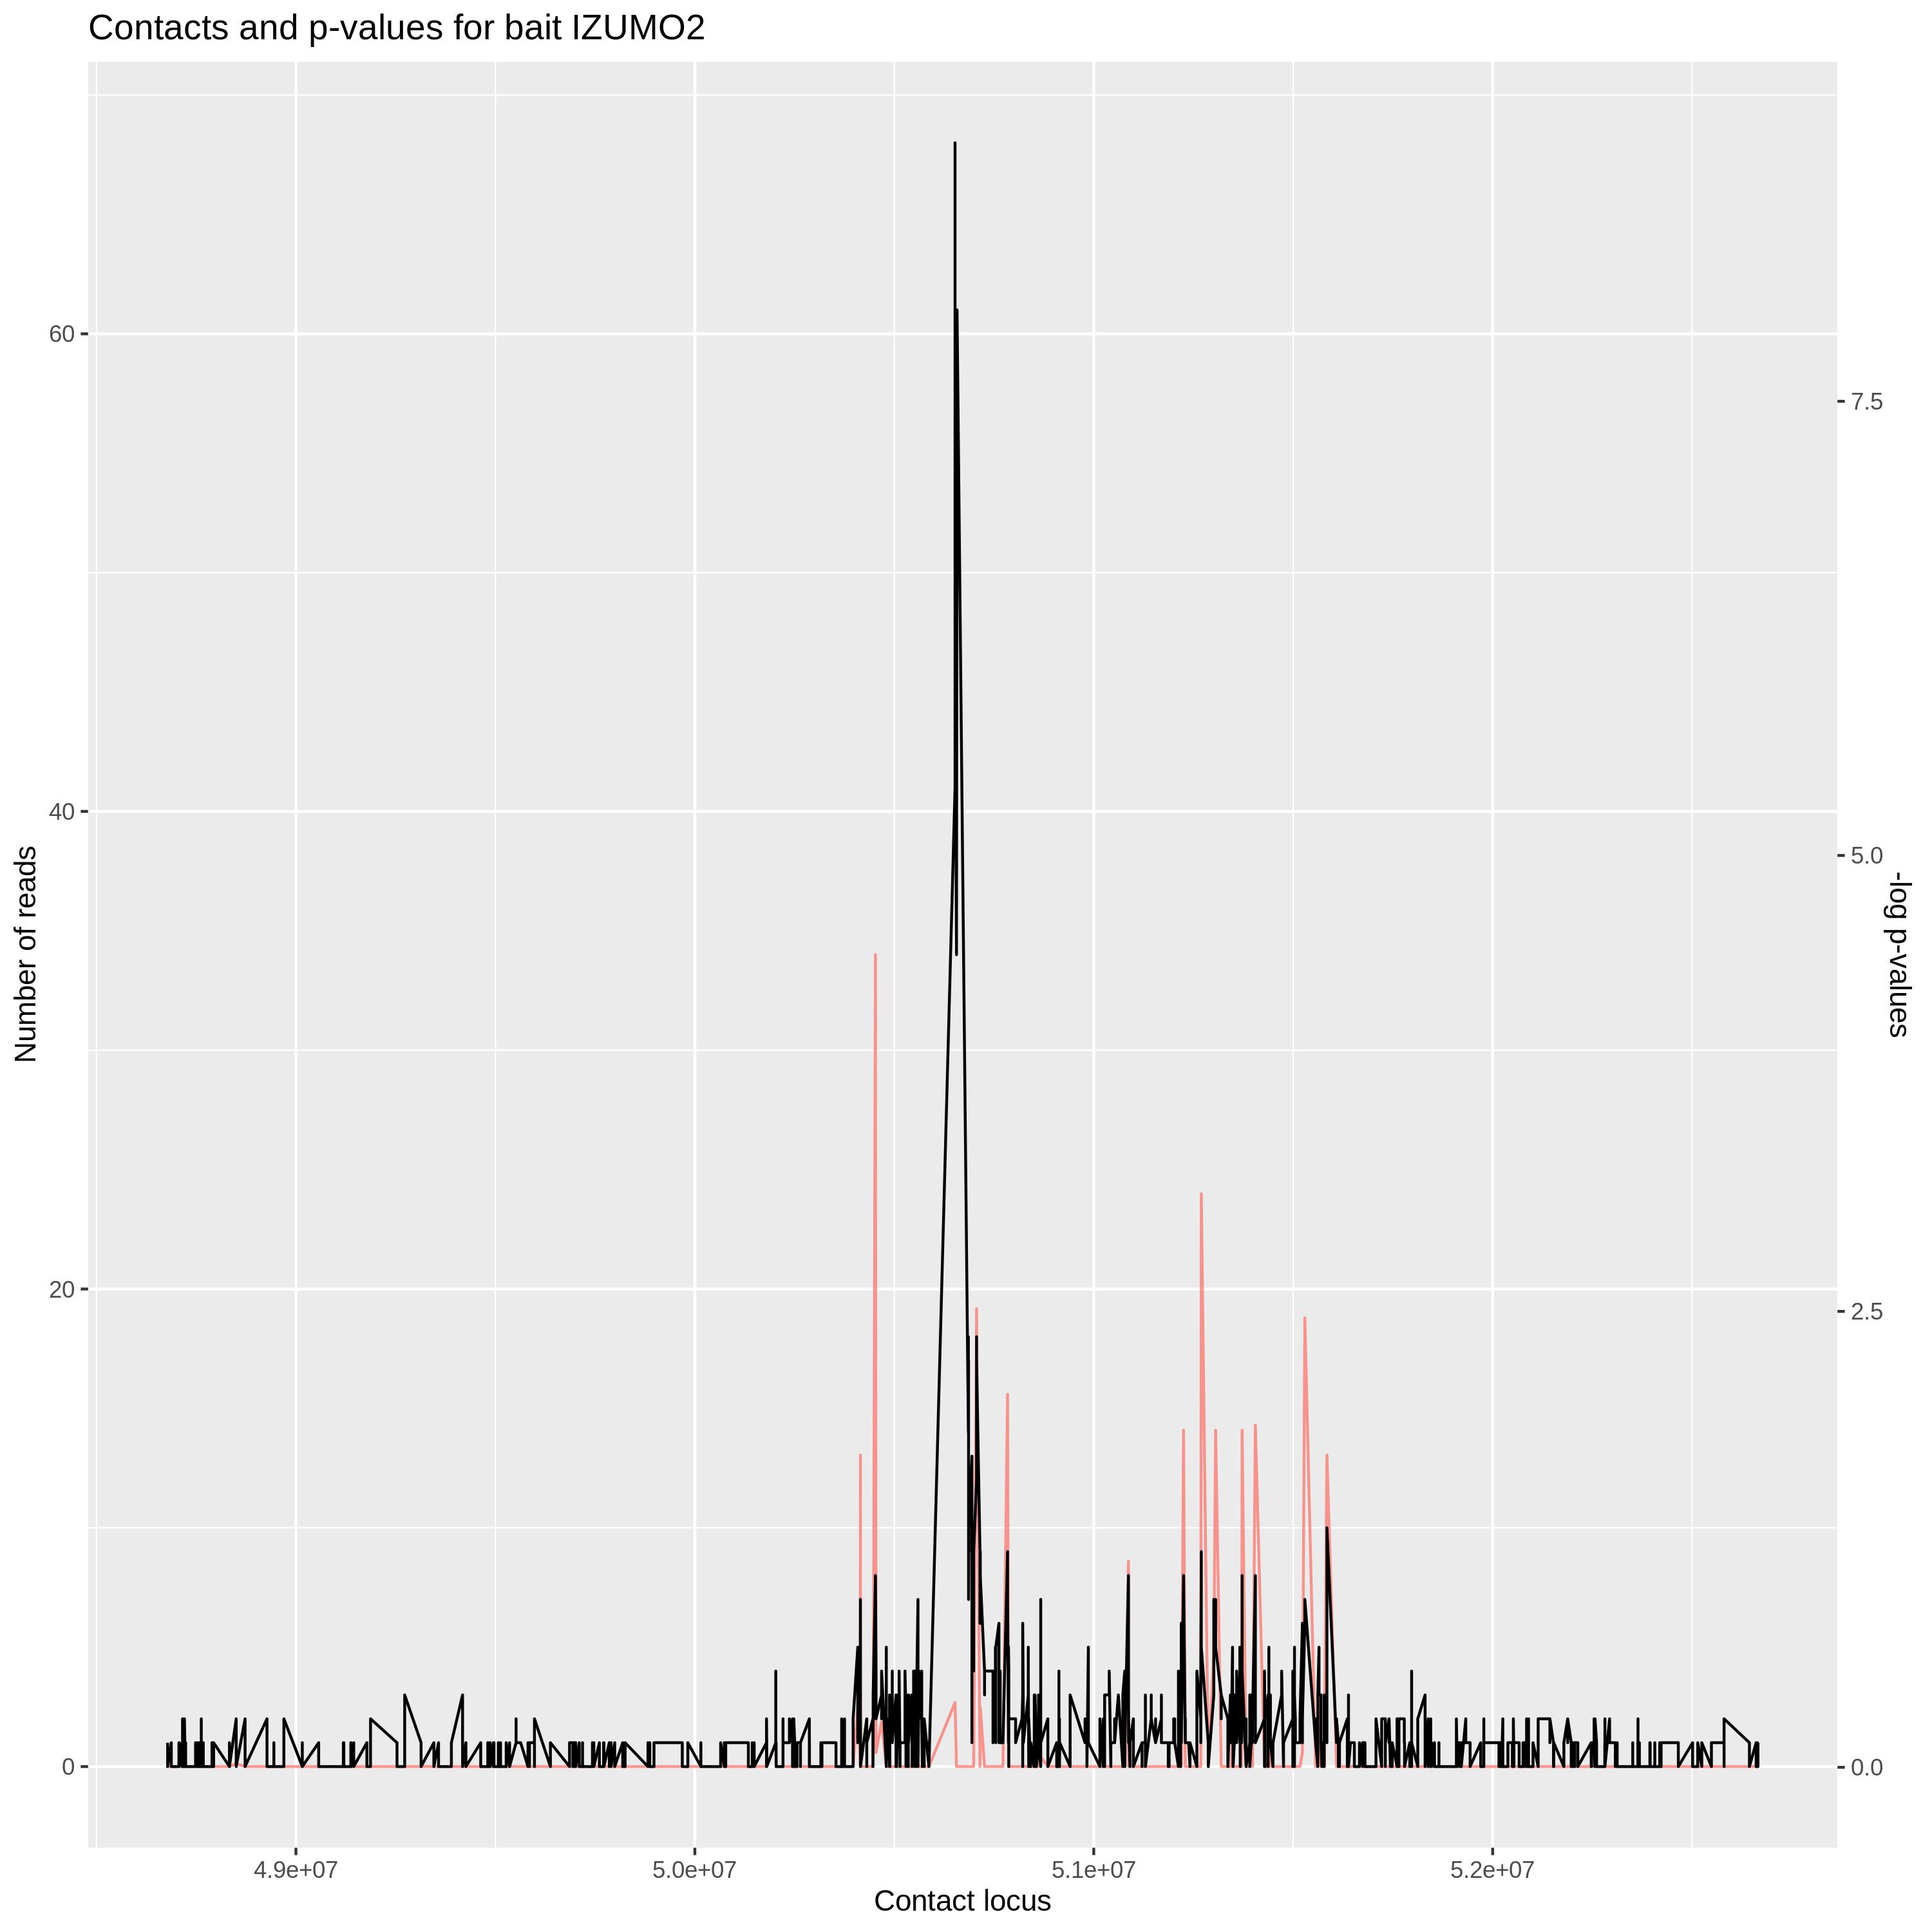 Contacts and p-values for bait IZUMO2
60
40
20
0
Number of reads
7.5
5.0
2.5
0.0
-log p-values
4.9e+07
5.0e+07
5.1e+07
5.2e+07
Contact locus